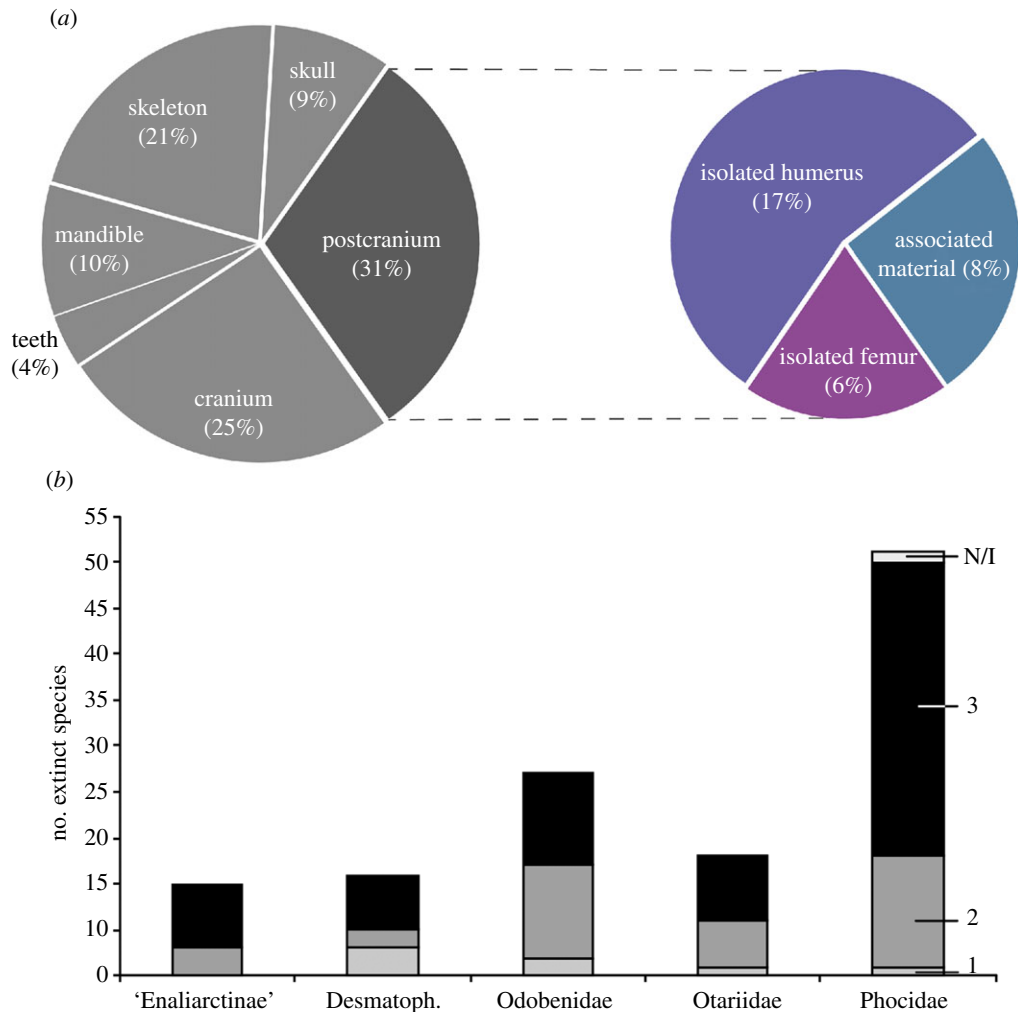 (a)
skull
(9%)
skeleton
(21%)
mandible
(10%)
postcranium
(31%)
teeth
(4%)
cranium
(25%)
isolated humerus
(17%)
associated
material (8%)
isolated femur
(6%)
(b)
no. extinct species
55
50
45
40
35
30
25
20
15
10
0
N/I
3
2
1
'Enaliarctinae'
Desmatoph.
Odobenidae
Otariidae
Phocidae